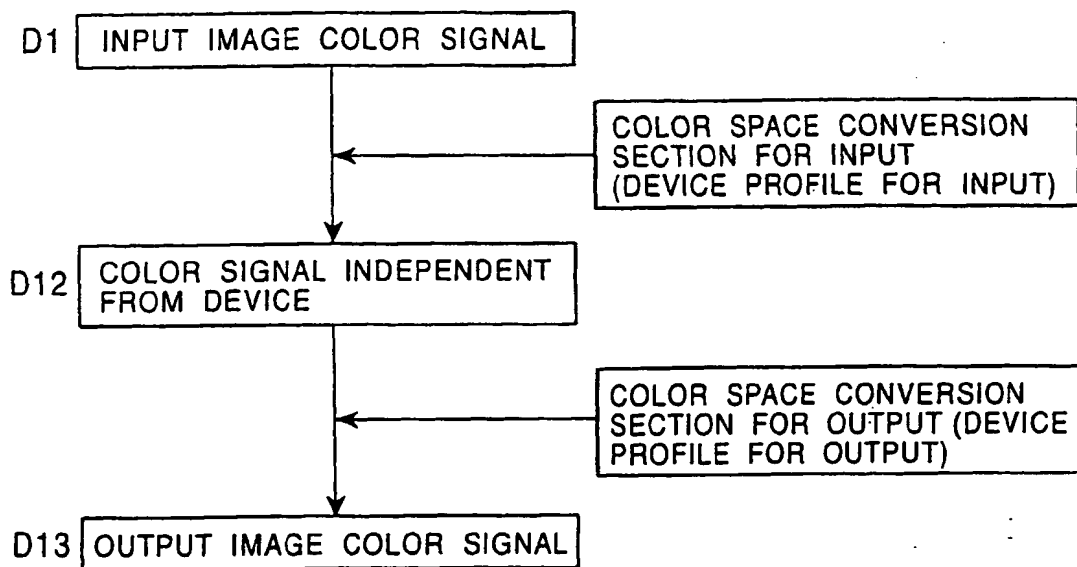 D1 INPUT IMAGE COLOR SIGNAL
COLOR SPACE CONVERSION
SECTION FOR INPUT
(DEVICE PROFILE FOR INPUT)
D12 COLOR SIGNAL INDEPENDENT
FROM DEVICE
COLOR SPACE CONVERSION
SECTION FOR OUTPUT (DEVICE
PROFILE FOR OUTPUT)
D13 OUTPUT IMAGE COLOR SIGNAL